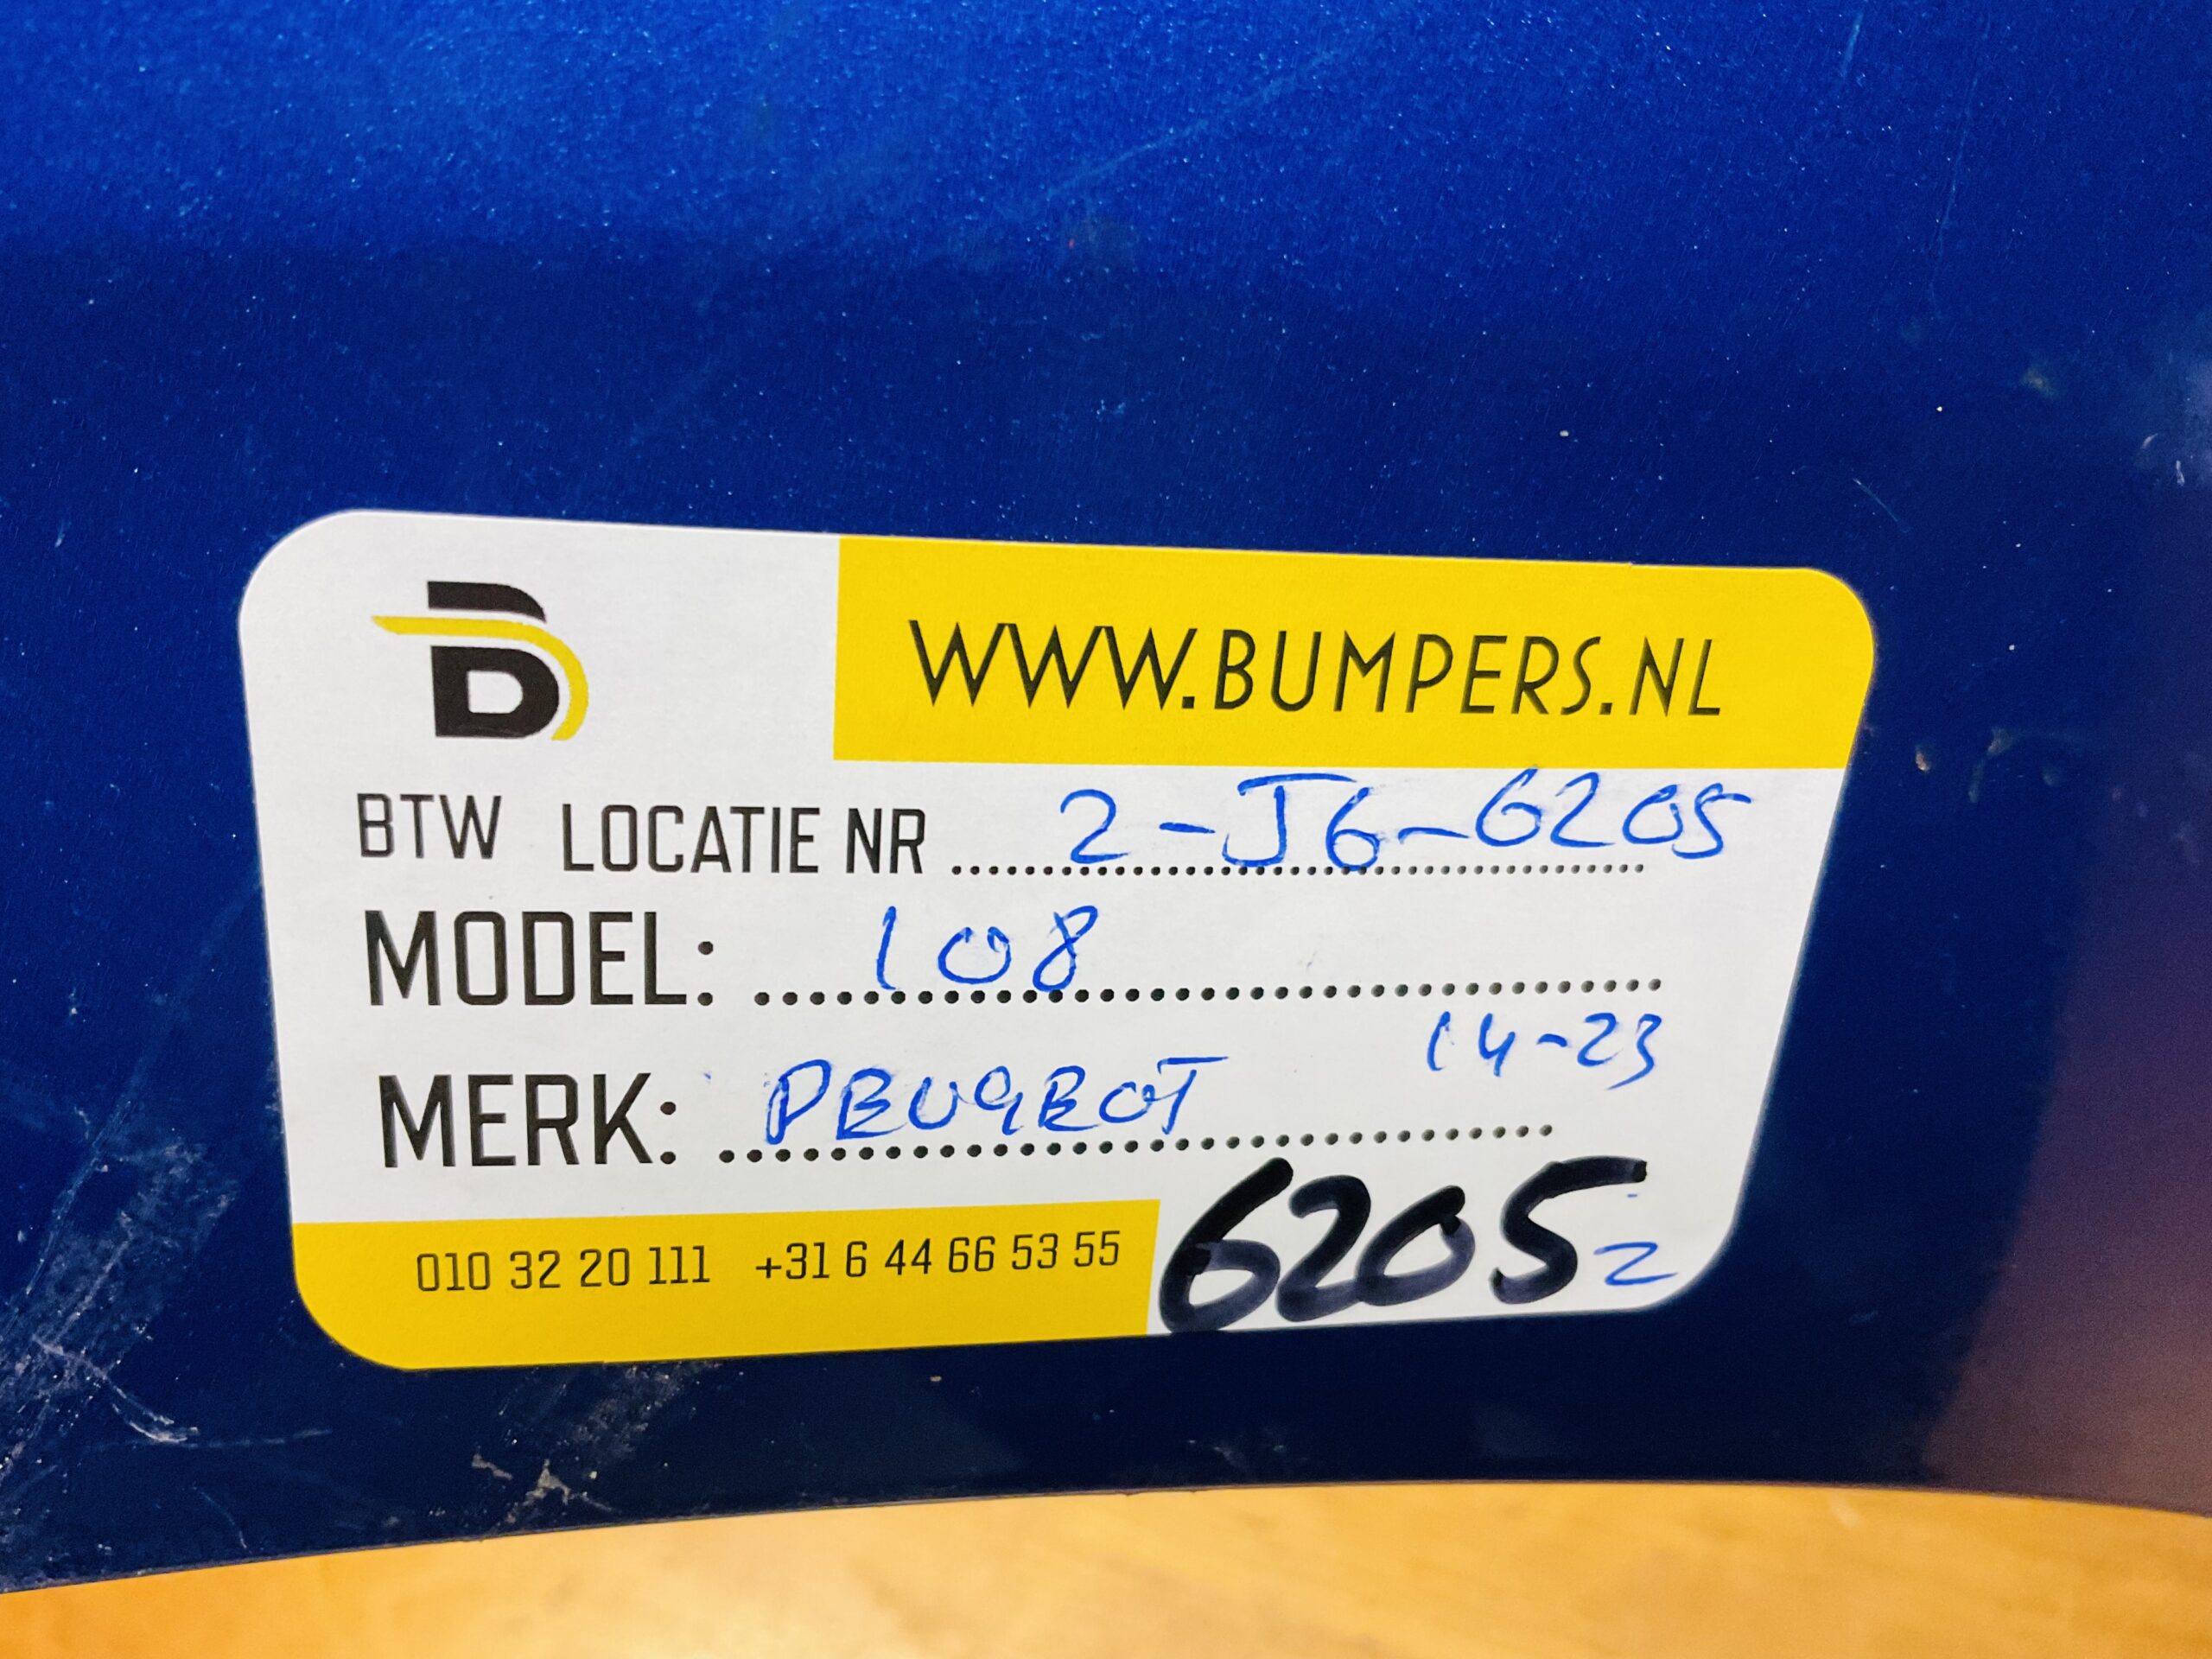 B WWW.BUMPERS.NL
BTW LOCATIE NR 2-J6-6205
MODEL: 108
14-23
MERK: PEUGEOT
010 32 20 111 +31 6 44 66 53 55 6205 2